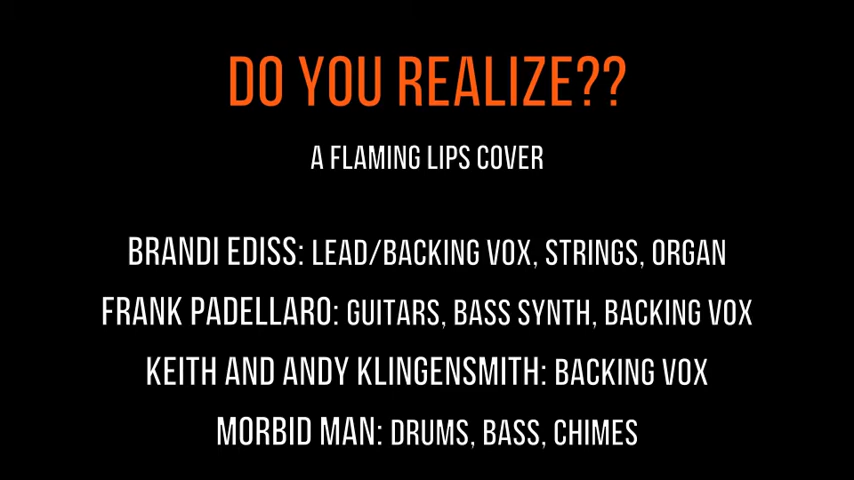 DO YOU REALIZE??
A FLAMING LIPS COVER
BRANDI EDISS: LEAD/BACKING VOX, STRINGS, ORGAN
FRANK PADELLARO: GUITARS, BASS SYNTH, BACKING VOX
KEITH AND ANDY KLINGENSMITH: BACKING VOX
MORBID MAN: DRUMS, BASS, CHIMES